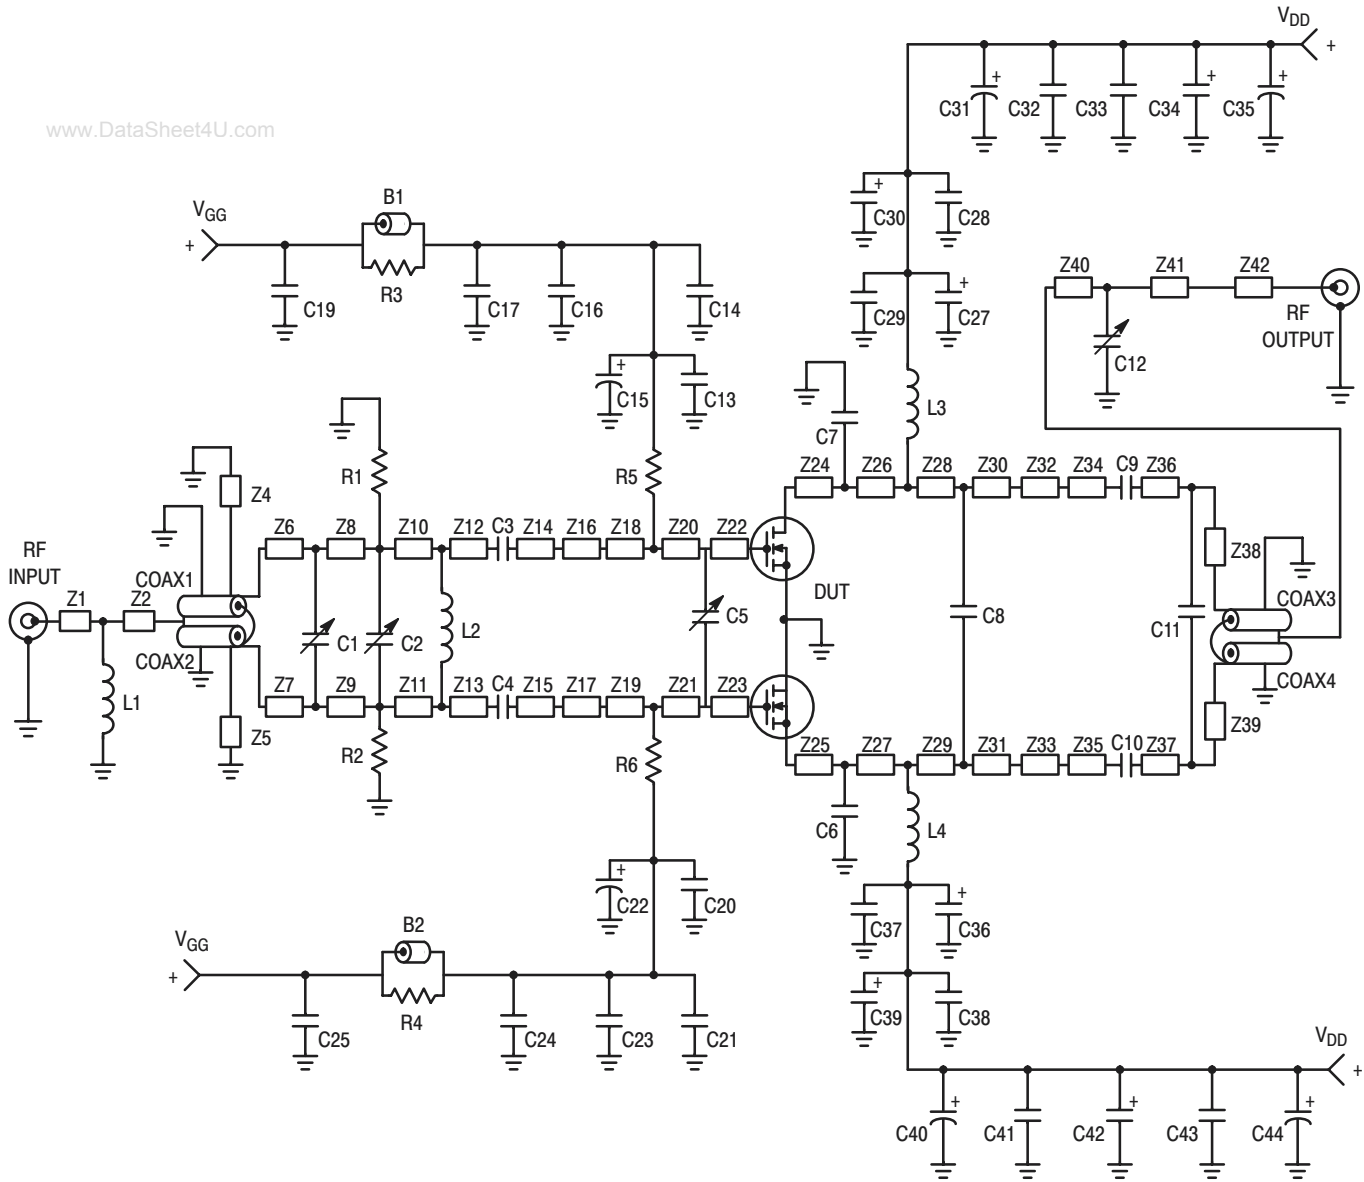 V_DD
+
+
+
+
C31
C32
C33
C34
C35
www.DataSheet4U.com
+
C30
C28
B1
V_GG
+
R3
C19
C17
C16
C14
+
C29
C27
Z40
Z41
Z42
RF
OUTPUT
C12
+
C15
C13
C7
L3
R1
R5
Z24
Z26
Z28
Z30
Z32
Z34
C9
Z36
Z4
Z6
Z8
Z10
Z12
C3
Z14
Z16
Z18
Z20
Z22
Z38
RF
INPUT
COAX1
Z1
Z2
DUT
COAX3
C1
C2
L2
C5
C8
C11
COAX2
COAX4
L1
Z7
Z9
Z11
Z13
C4
Z15
Z17
Z19
Z21
Z23
Z5
R2
R6
Z25
Z27
Z29
Z31
Z33
Z35
C10
Z37
Z39
C6
L4
+
C22
C20
+
C37
C36
B2
V_GG
+
R4
C25
C24
C23
C21
+
C39
C38
V_DD
+
+
+
+
C40
C41
C42
C43
C44